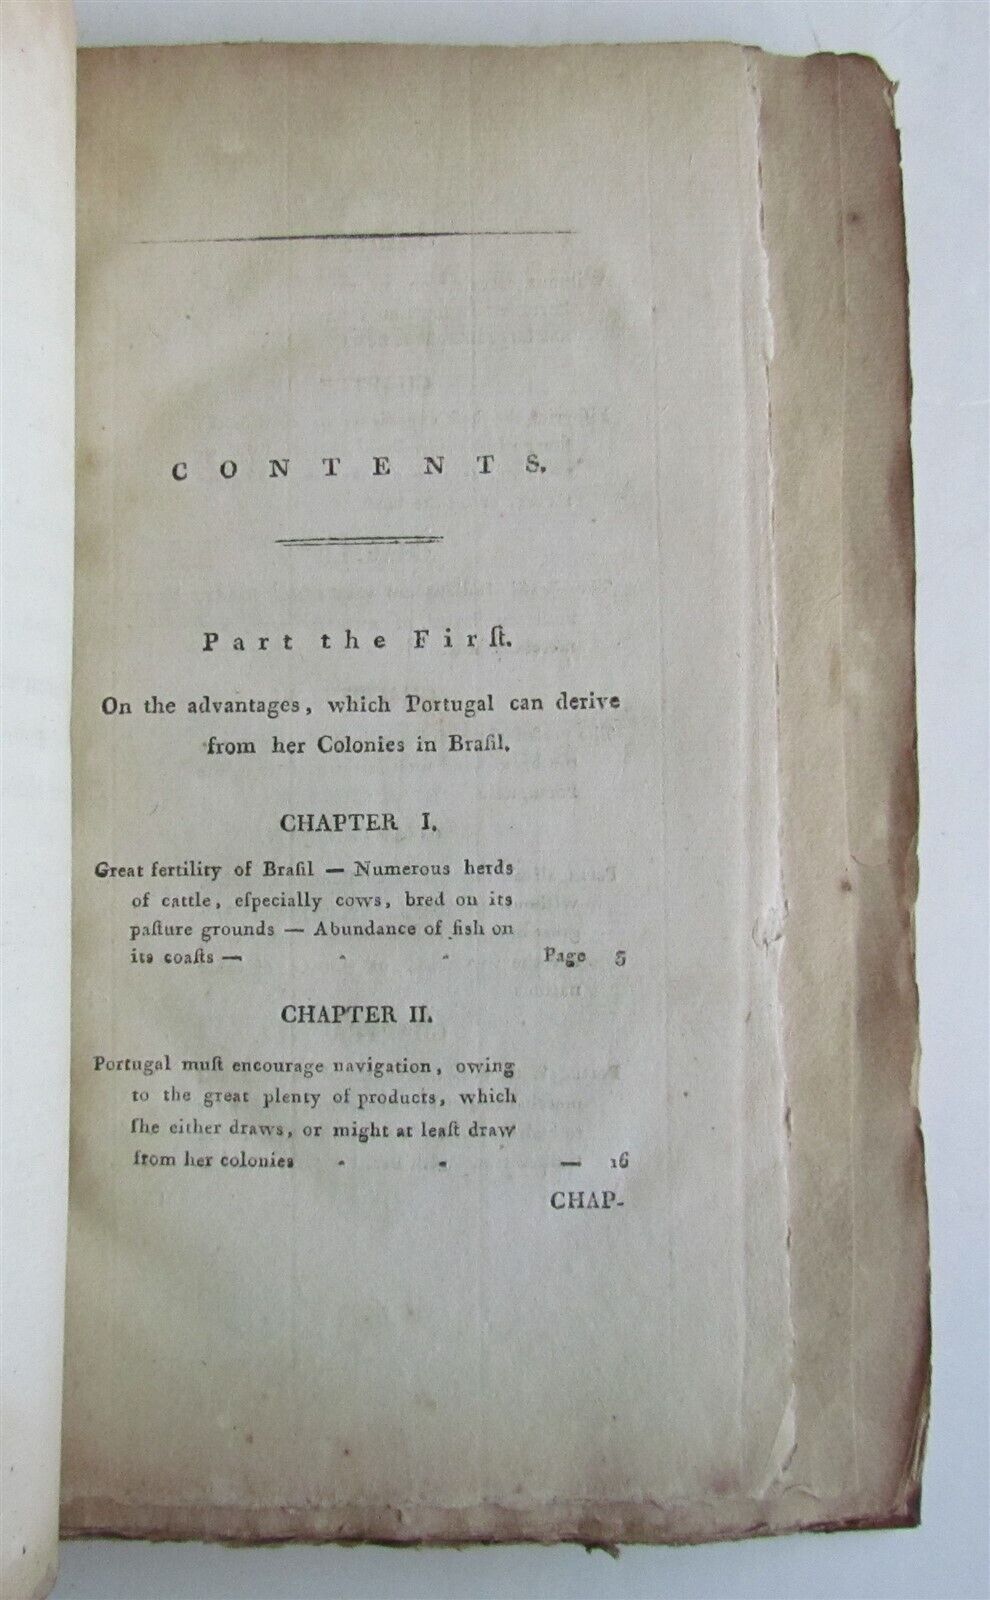 CONTENTS.
Part the Firſt.
On the advantages, which Portugal can derive
from her Colonies in Braſil.
CHAPTER I.
Great fertility of Braſil — Numerous herds
of cattle, eſpecially cows, bred on its
paſture grounds — Abundance of fish on
its coaſts — - - Page 5
CHAPTER II.
Portugal muſt encourage navigation, owing
to the great plenty of products, which
ſhe either draws, or might at leaſt draw
from her colonies - - — 16
CHAP-